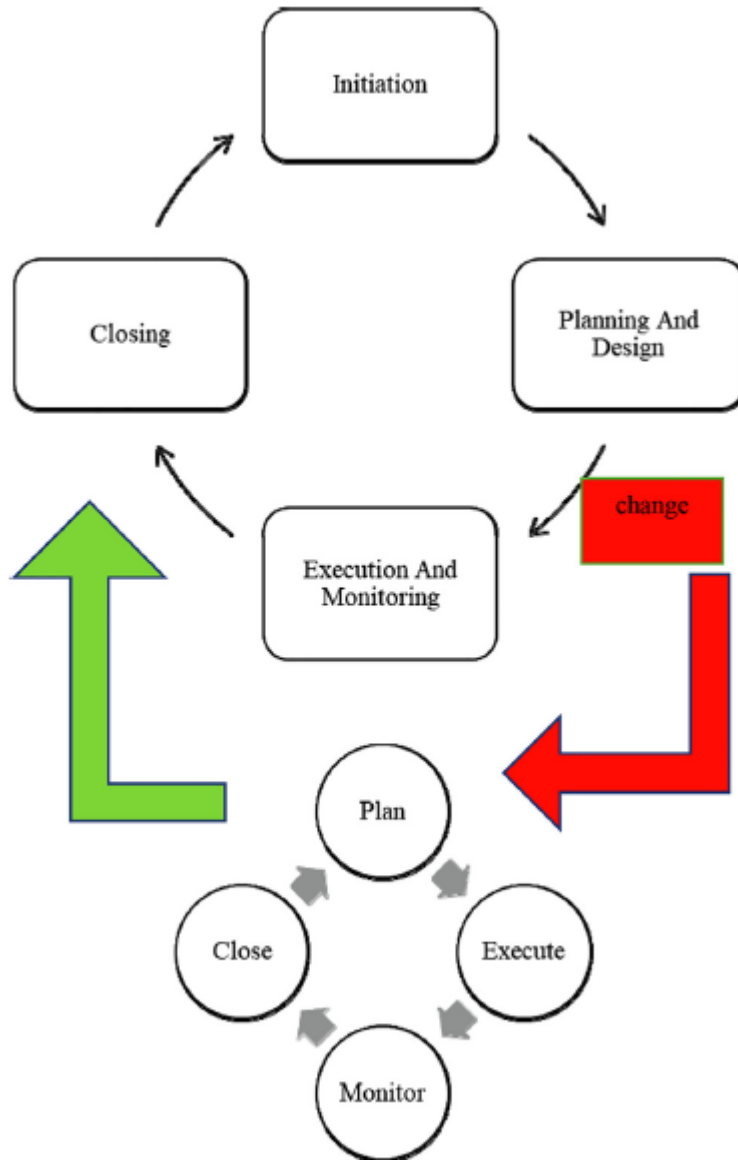 Initiation
Closing
Planning And
Design
change
Execution And
Monitoring
Plan
Close
Execute
Monitor